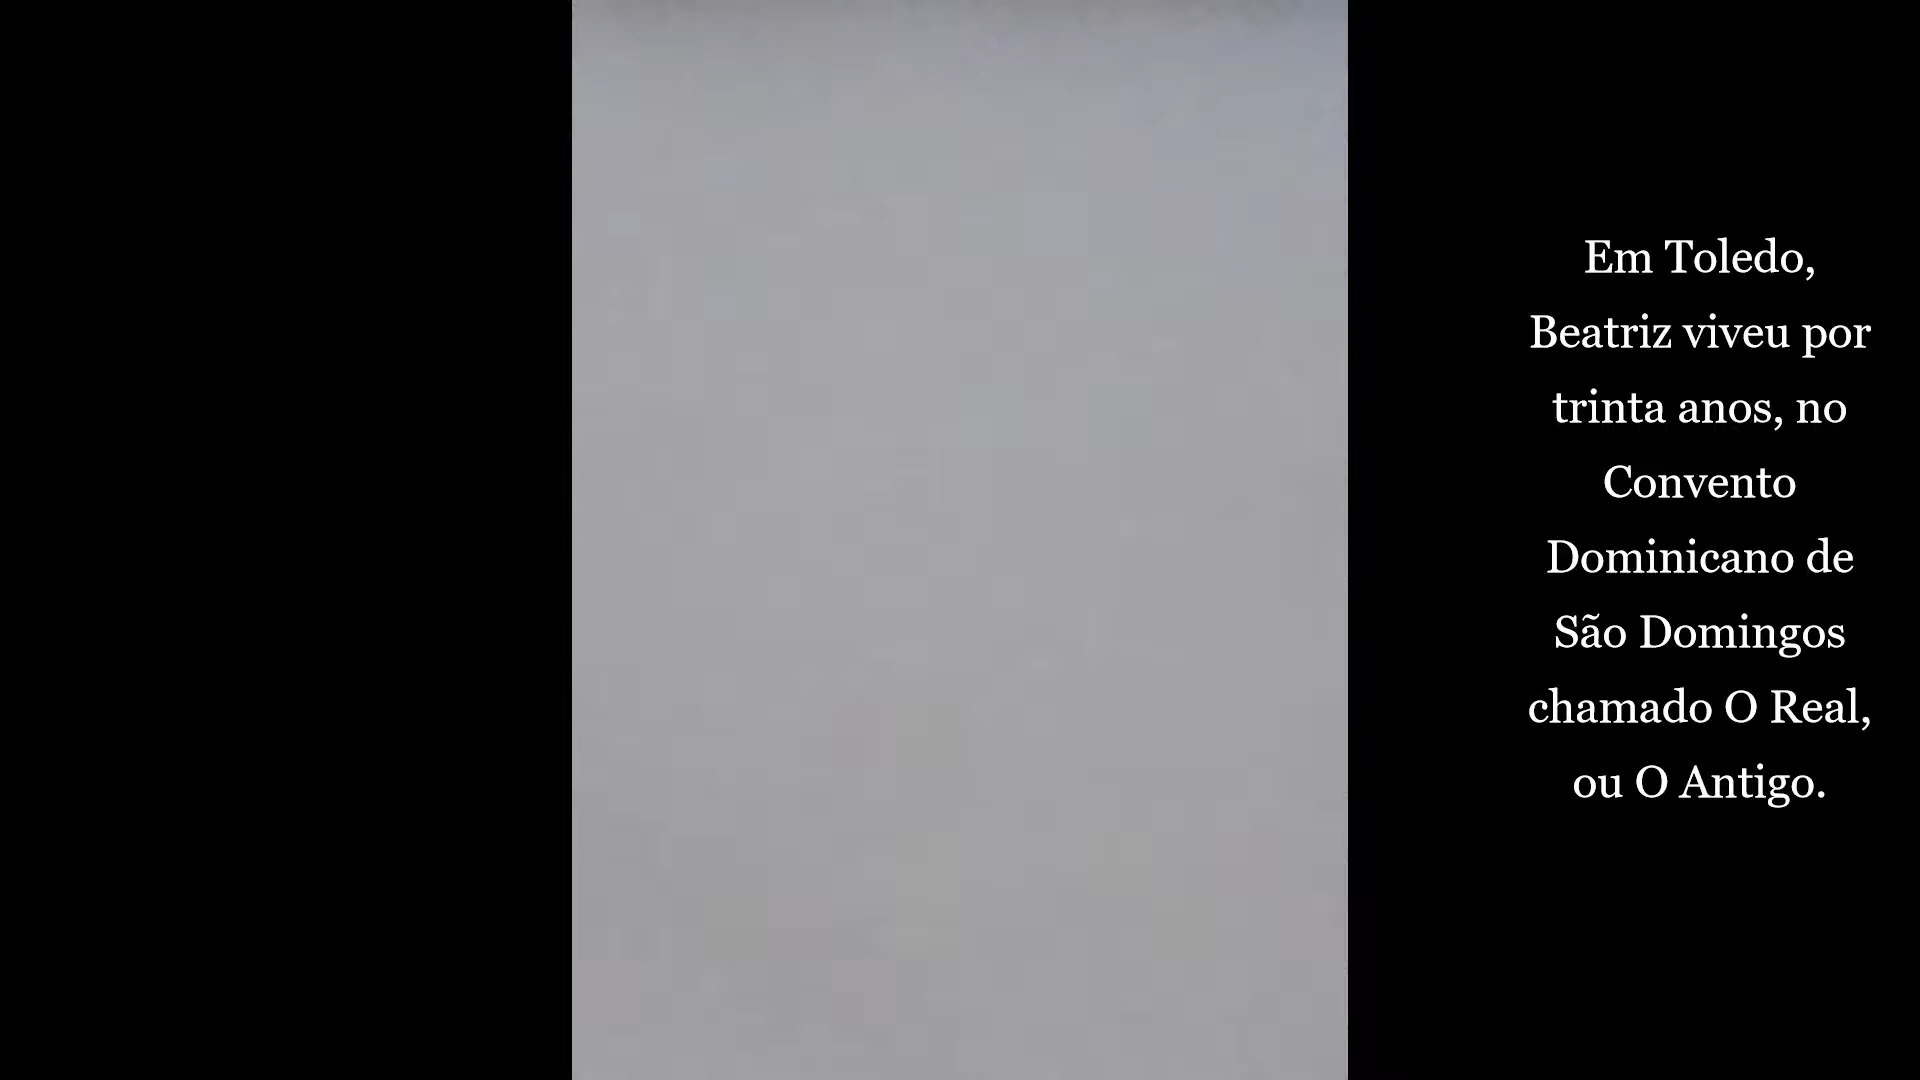 Em Toledo,
Beatriz viveu por
trinta anos, no
Convento
Dominicano de
São Domingos
chamado O Real,
ou O Antigo.